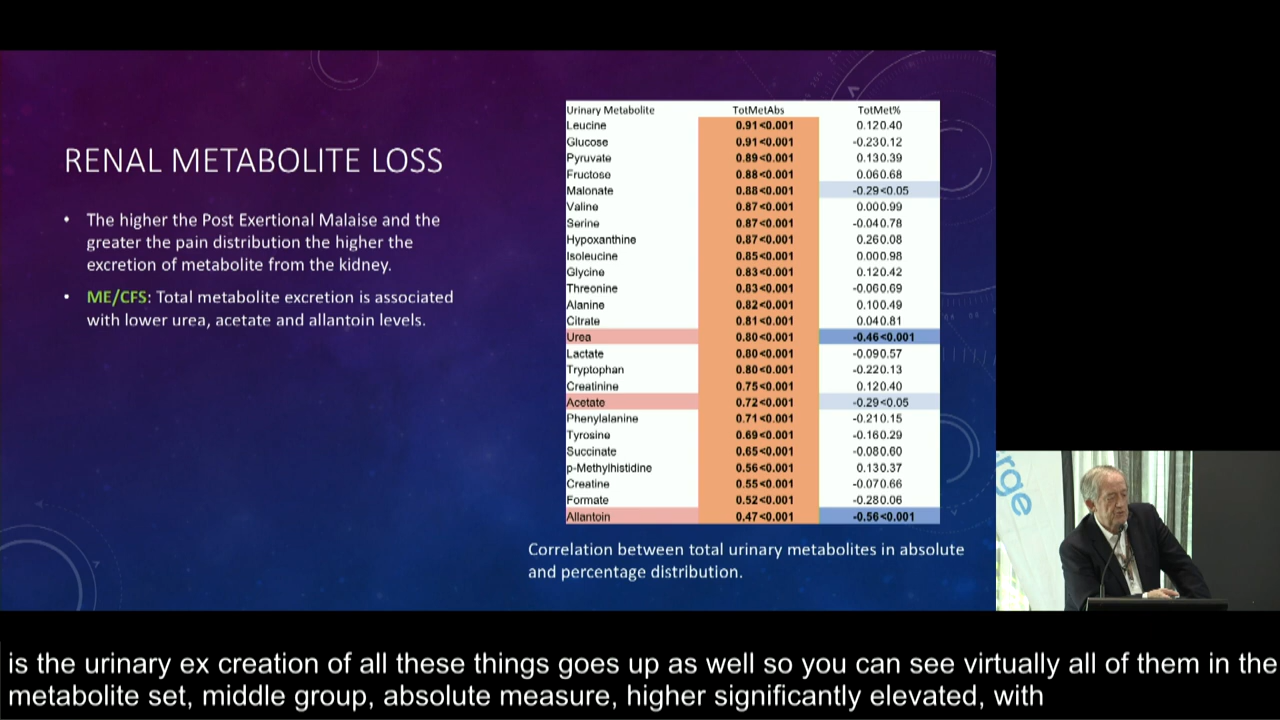 RENAL METABOLITE LOSS
• The higher the Post Exertional Malaise and the
greater the pain distribution the higher the
excretion of metabolite from the kidney.
• ME/CFS: Total metabolite excretion is associated
with lower urea, acetate and allantoin levels.
Urinary Metabolite TotMetAbs TotMet%
Leucine 0.91<0.001 0.120.40
Glucose 0.91<0.001 -0.230.12
Pyruvate 0.89<0.001 0.130.39
Fructose 0.88<0.001 0.060.68
Malonate 0.88<0.001 -0.29<0.05
Valine 0.87<0.001 0.000.99
Serine 0.87<0.001 -0.040.78
Hypoxanthine 0.87<0.001 0.260.08
Isoleucine 0.85<0.001 0.000.98
Glycine 0.83<0.001 0.120.42
Threonine 0.83<0.001 -0.060.69
Alanine 0.82<0.001 0.100.49
Citrate 0.81<0.001 0.040.81
Urea 0.80<0.001 -0.46<0.001
Lactate 0.80<0.001 -0.090.57
Tryptophan 0.80<0.001 -0.220.13
Creatinine 0.75<0.001 0.120.40
Acetate 0.72<0.001 -0.29<0.05
Phenylalanine 0.71<0.001 -0.210.15
Tyrosine 0.69<0.001 -0.160.29
Succinate 0.65<0.001 -0.080.60
p-Methylhistidine 0.56<0.001 0.130.37
Creatine 0.55<0.001 -0.070.66
Formate 0.52<0.001 -0.280.06
Allantoin 0.47<0.001 -0.56<0.001
Correlation between total urinary metabolites in absolute
and percentage distribution.
rge
is the urinary ex creation of all these things goes up as well so you can see virtually all of them in the
metabolite set, middle group, absolute measure, higher significantly elevated, with